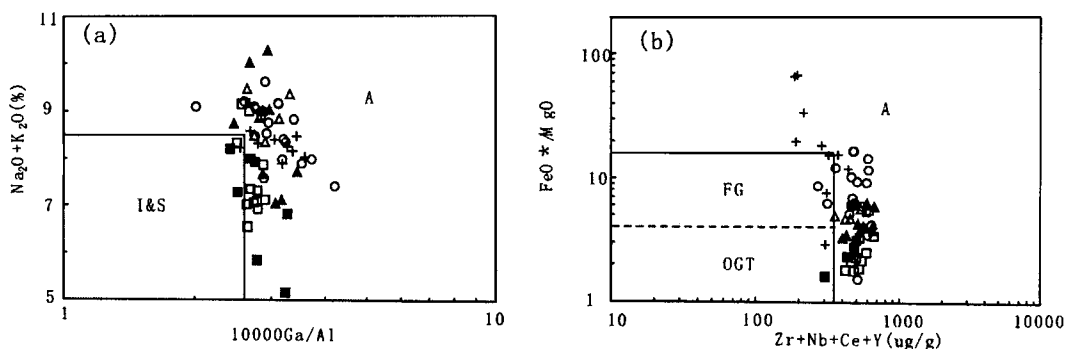 (a)
11
9
7
5
Na₂O+K₂O(%)
A
I&S
1
10
10000Ga/Al
(b)
100
10
1
FeO*/MgO
A
FG
OGT
10
100
1000
10000
Zr+Nb+Ce+Y(ug/g)